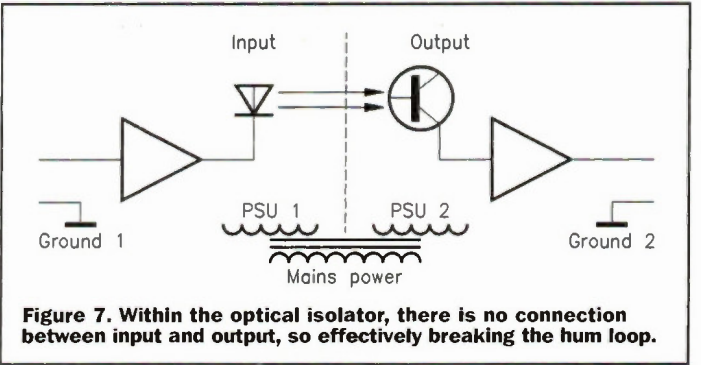 Input Output
PSU 1 PSU 2
Ground 1 Ground 2
Mains power
Figure 7. Within the optical isolator, there is no connection
between input and output, so effectively breaking the hum loop.